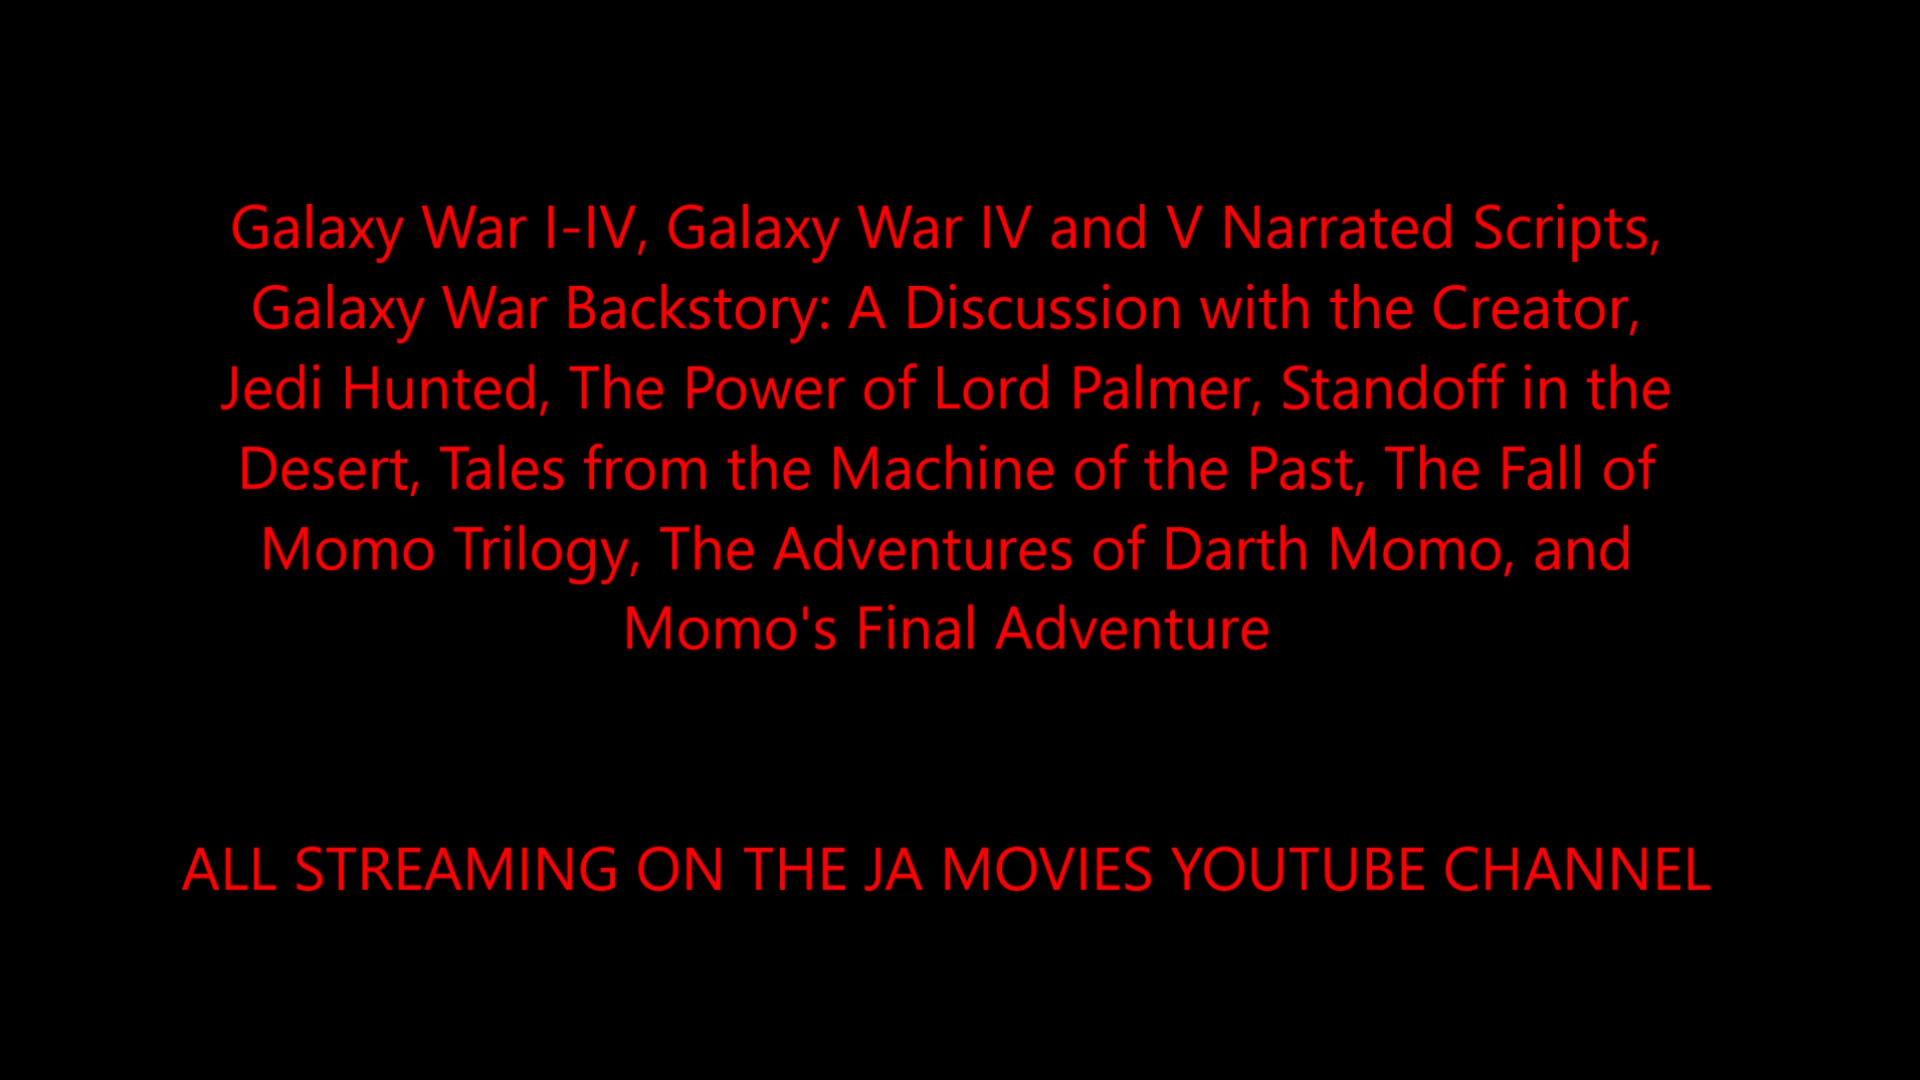 Galaxy War I-IV, Galaxy War IV and V Narrated Scripts,
Galaxy War Backstory: A Discussion with the Creator,
Jedi Hunted, The Power of Lord Palmer, Standoff in the
Desert, Tales from the Machine of the Past, The Fall of
Momo Trilogy, The Adventures of Darth Momo, and
Momo's Final Adventure
ALL STREAMING ON THE JA MOVIES YOUTUBE CHANNEL